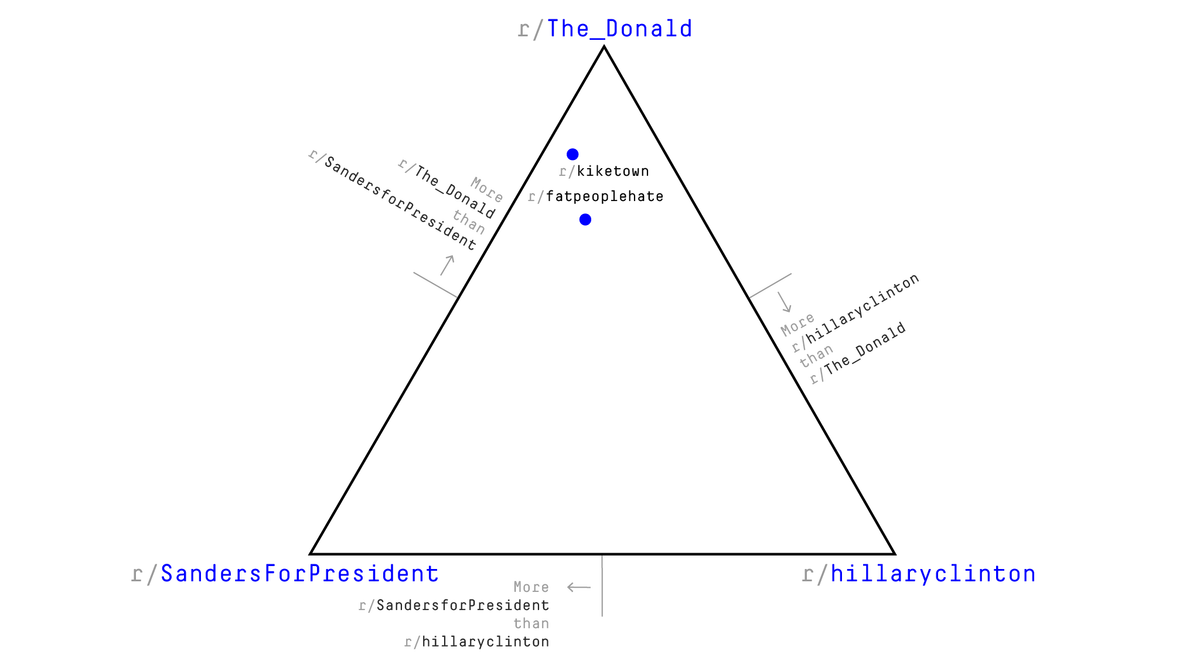 r/The_Donald
r/SandersforPresident
r/The_Donald
More
than
r/kiketown
r/fatpeoplehate
More
r/hillaryclinton
than
r/The_Donald
r/SandersForPresident
r/hillaryclinton
More
r/SandersforPresident
than
r/hillaryclinton